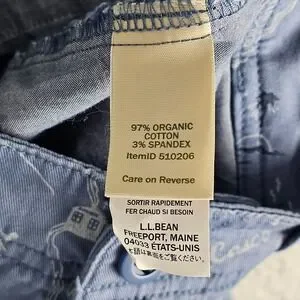 97% ORGANIC
COTTON
3% SPANDEX
ItemID 510206
Care on Reverse
SORTIR RAPIDEMENT
FER CHAUD SI BESOIN
L.L.BEAN
FREEPORT, MAINE
04033 ÉTATS-UNIS